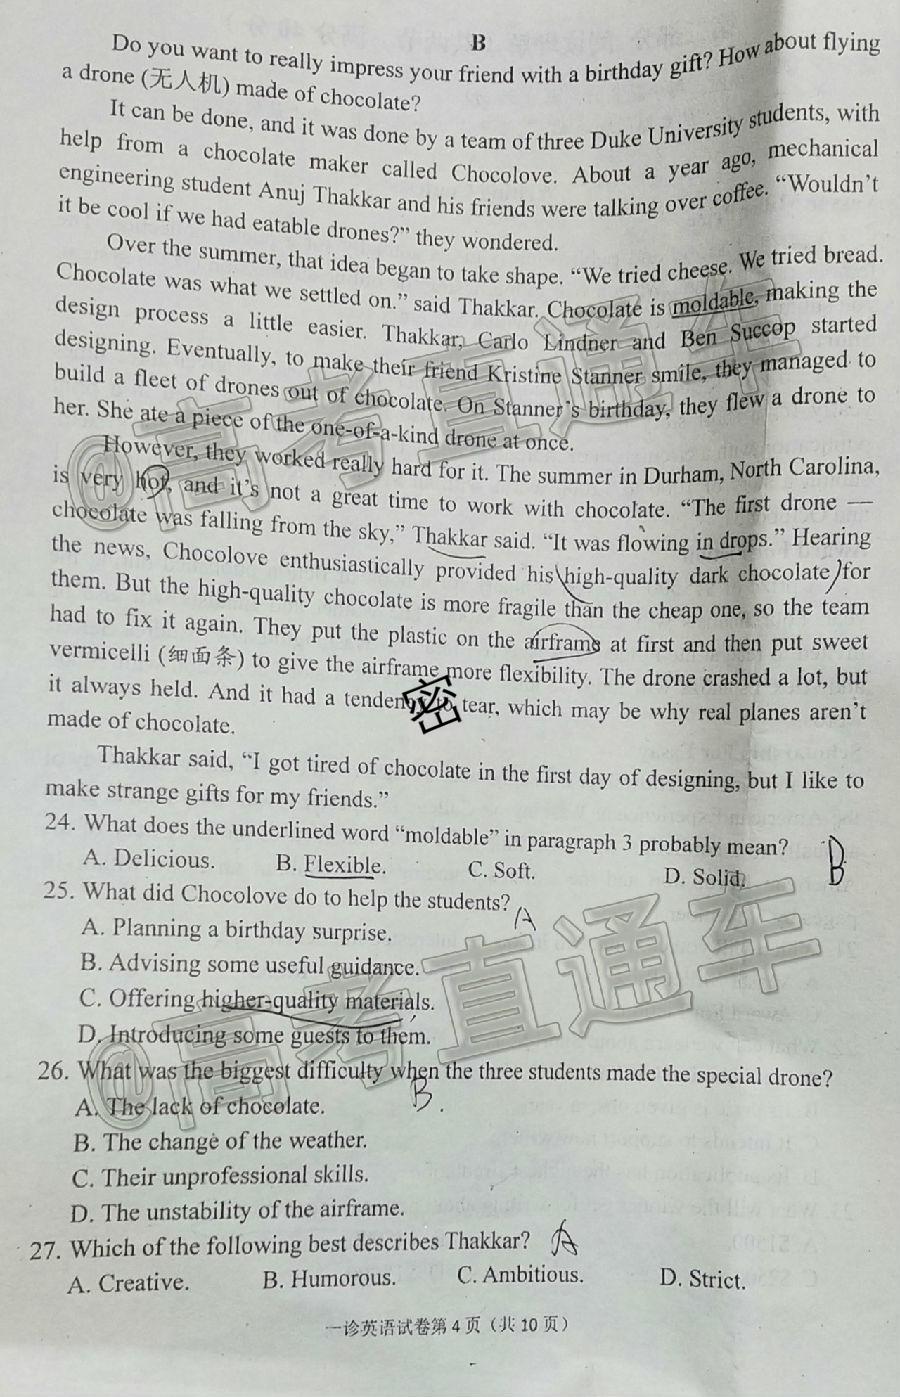 B
Do you want to really impress your friend with a birthday gift? How about flying
a drone (无人机) made of chocolate?
It can be done, and it was done by a team of three Duke University students, with
help from a chocolate maker called Chocolove. About a year ago, mechanical
engineering student Anuj Thakkar and his friends were talking over coffee. “Wouldn't
it be cool if we had eatable drones?” they wondered.
Over the summer, that idea began to take shape. “We tried cheese. We tried bread.
Chocolate was what we settled on.” said Thakkar. Chocolate is moldable, making the
design process a little easier. Thakkar, Carlo Lindner and Ben Succop started
designing. Eventually, to make their friend Kristine Stanner smile, they managed to
build a fleet of drones out of chocolate. On Stanner's birthday, they flew a drone to
her. She ate a piece of the one-of-a-kind drone at once.
However, they worked really hard for it. The summer in Durham, North Carolina,
is very hot, and it's not a great time to work with chocolate. “The first drone —
chocolate was falling from the sky,” Thakkar said. “It was flowing in drops.” Hearing
the news, Chocolove enthusiastically provided his high-quality dark chocolate for
them. But the high-quality chocolate is more fragile than the cheap one, so the team
had to fix it again. They put the plastic on the airframe at first and then put sweet
vermicelli (细面条) to give the airframe more flexibility. The drone crashed a lot, but
it always held. And it had a tendency to tear, which may be why real planes aren't
made of chocolate.
密
Thakkar said, “I got tired of chocolate in the first day of designing, but I like to
make strange gifts for my friends.”
24. What does the underlined word “moldable” in paragraph 3 probably mean?
A. Delicious. B. Flexible. C. Soft. D. Solid.
B
25. What did Chocolove do to help the students?
A
A. Planning a birthday surprise.
B. Advising some useful guidance.
C. Offering higher-quality materials.
D. Introducing some guests to them.
26. What was the biggest difficulty when the three students made the special drone?
A. The lack of chocolate.
B.
B. The change of the weather.
C. Their unprofessional skills.
D. The unstability of the airframe.
27. Which of the following best describes Thakkar?
A
A. Creative. B. Humorous. C. Ambitious. D. Strict.
一诊英语试卷第 4 页（共 10 页）
@高考直通车
@高考直通车